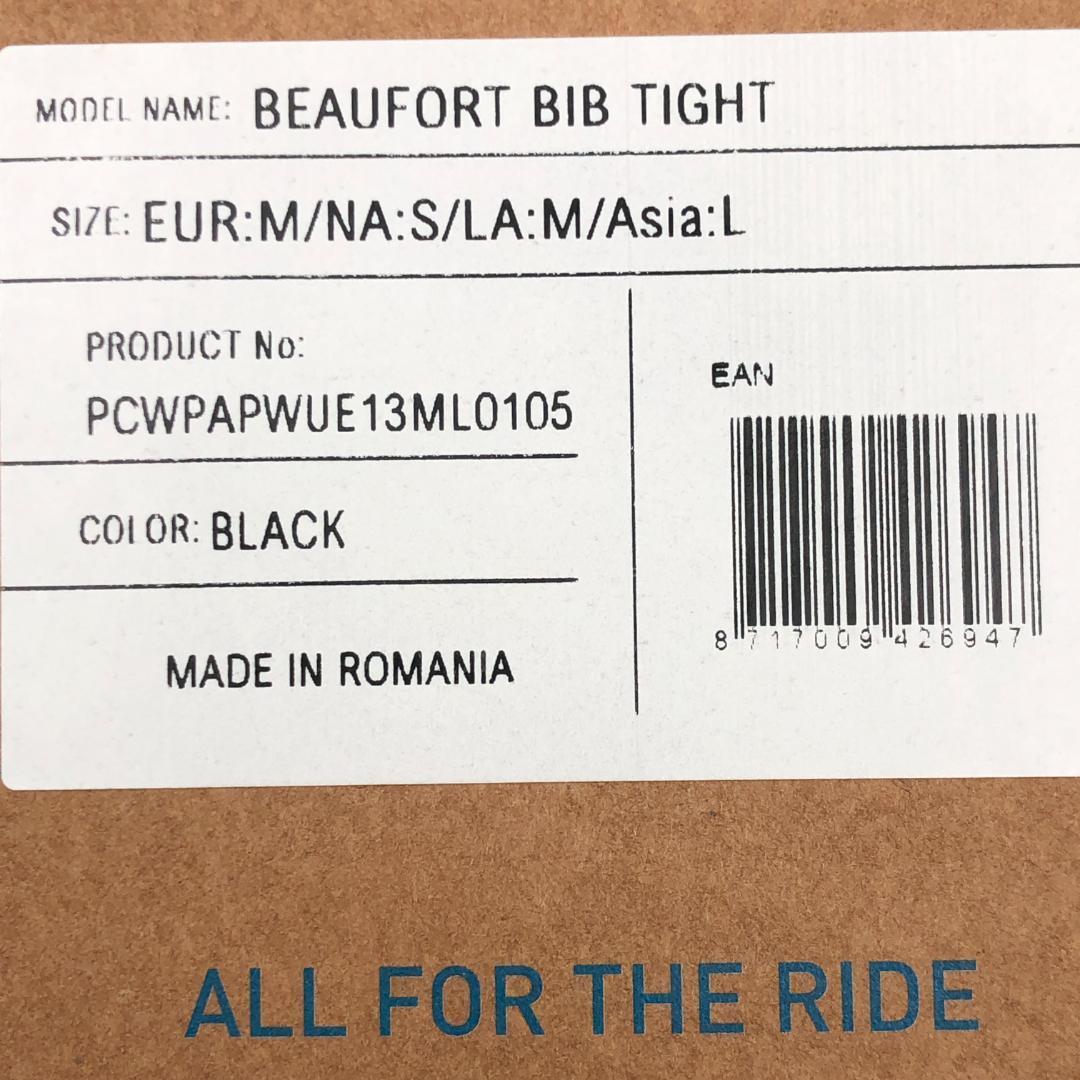 MODEL NAME: BEAUFORT BIB TIGHT
SIZE: EUR:M/NA:S/LA:M/Asia:L
PRODUCT No:
PCWPAPWUE13ML0105
EAN
COLOR: BLACK
8 717009 426947
MADE IN ROMANIA
ALL FOR THE RIDE